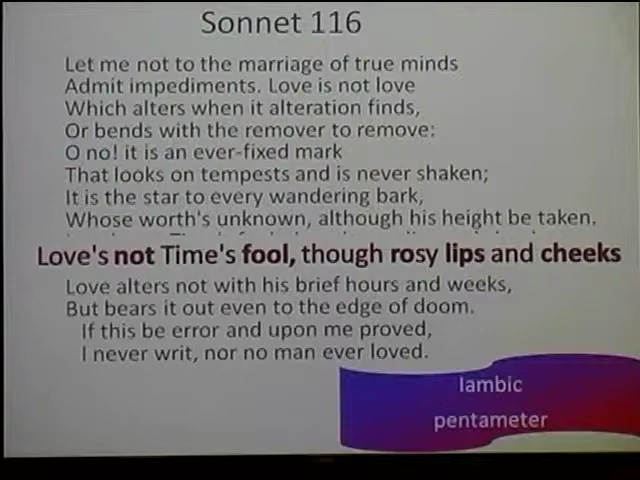 Sonnet 116
Let me not to the marriage of true minds
Admit impediments. Love is not love
Which alters when it alteration finds,
Or bends with the remover to remove:
O no! it is an ever-fixed mark
That looks on tempests and is never shaken;
It is the star to every wandering bark,
Whose worth's unknown, although his height be taken.
Love's not Time's fool, though rosy lips and cheeks
Love alters not with his brief hours and weeks,
But bears it out even to the edge of doom.
If this be error and upon me proved,
I never writ, nor no man ever loved.
Iambic
pentameter